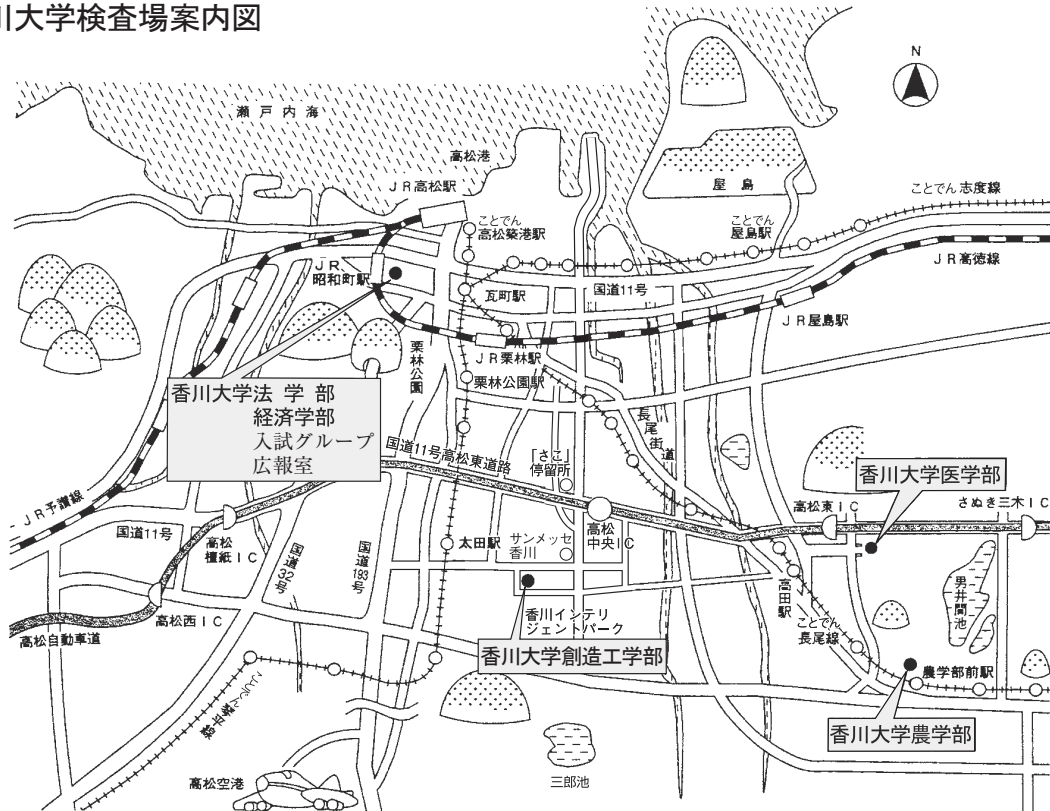 川大学検査場案内図
N
瀬戸内海
高松港
JR高松駅
屋島
ことでん 志度線
ことでん
高松築港駅
ことでん
屋島駅
JR高徳線
JR
昭和町駅
瓦町駅
国道11号
JR屋島駅
JR栗林駅
栗林公園
栗林公園駅
香川大学法学部
経済学部
入試グループ
広報室
長尾街道
国道11号高松東道路
「さこ」
停留所
香川大学医学部
JR予讃線
高松東IC
さぬき三木IC
国道11号
高松
檀紙IC
高松
中央IC
太田駅
サンメッセ
香川
国道32号
国道193号
高田駅
男井間池
高松西IC
香川インテリ
ジェントパーク
ことでん
長尾線
高松自動車道
香川大学創造工学部
農学部前駅
ことでん琴平線
香川大学農学部
高松空港
三郎池